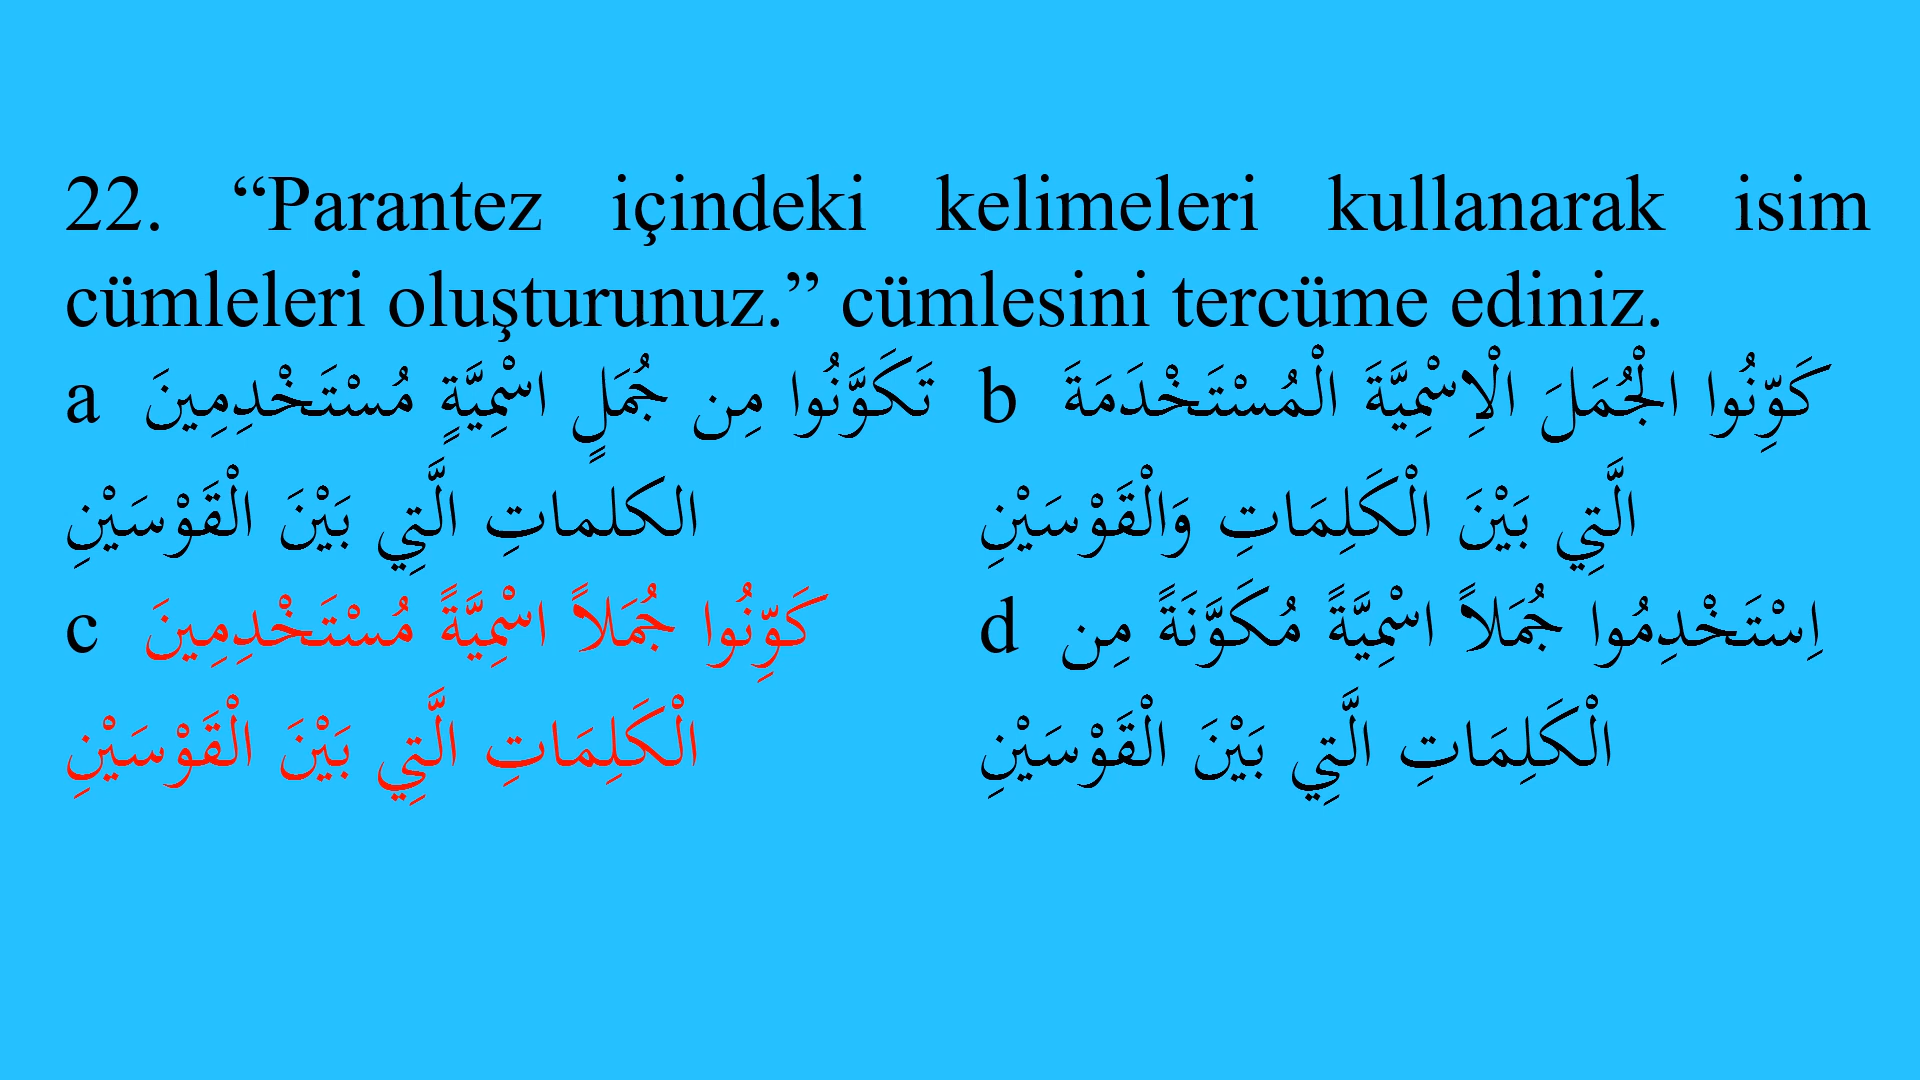 22. “Parantez içindeki kelimeleri kullanarak isim
cümleleri oluşturunuz.” cümlesini tercüme ediniz.
a تَكَوَّنُوا مِن جُمَلٍ اسْمِيَّةٍ مُسْتَخْدِمِينَ
الكلماتِ الَّتِي بَيْنَ الْقَوْسَيْنِ
b كَوِّنُوا الْجُمَلَ الْاِسْمِيَّةَ الْمُسْتَخْدَمَةَ
الَّتِي بَيْنَ الْكَلِمَاتِ وَالْقَوْسَيْنِ
c كَوِّنُوا جُمَلاً اسْمِيَّةً مُسْتَخْدِمِينَ
الْكَلِمَاتِ الَّتِي بَيْنَ الْقَوْسَيْنِ
d اِسْتَخْدِمُوا جُمَلاً اسْمِيَّةً مُكَوَّنَةً مِن
الْكَلِمَاتِ الَّتِي بَيْنَ الْقَوْسَيْنِ